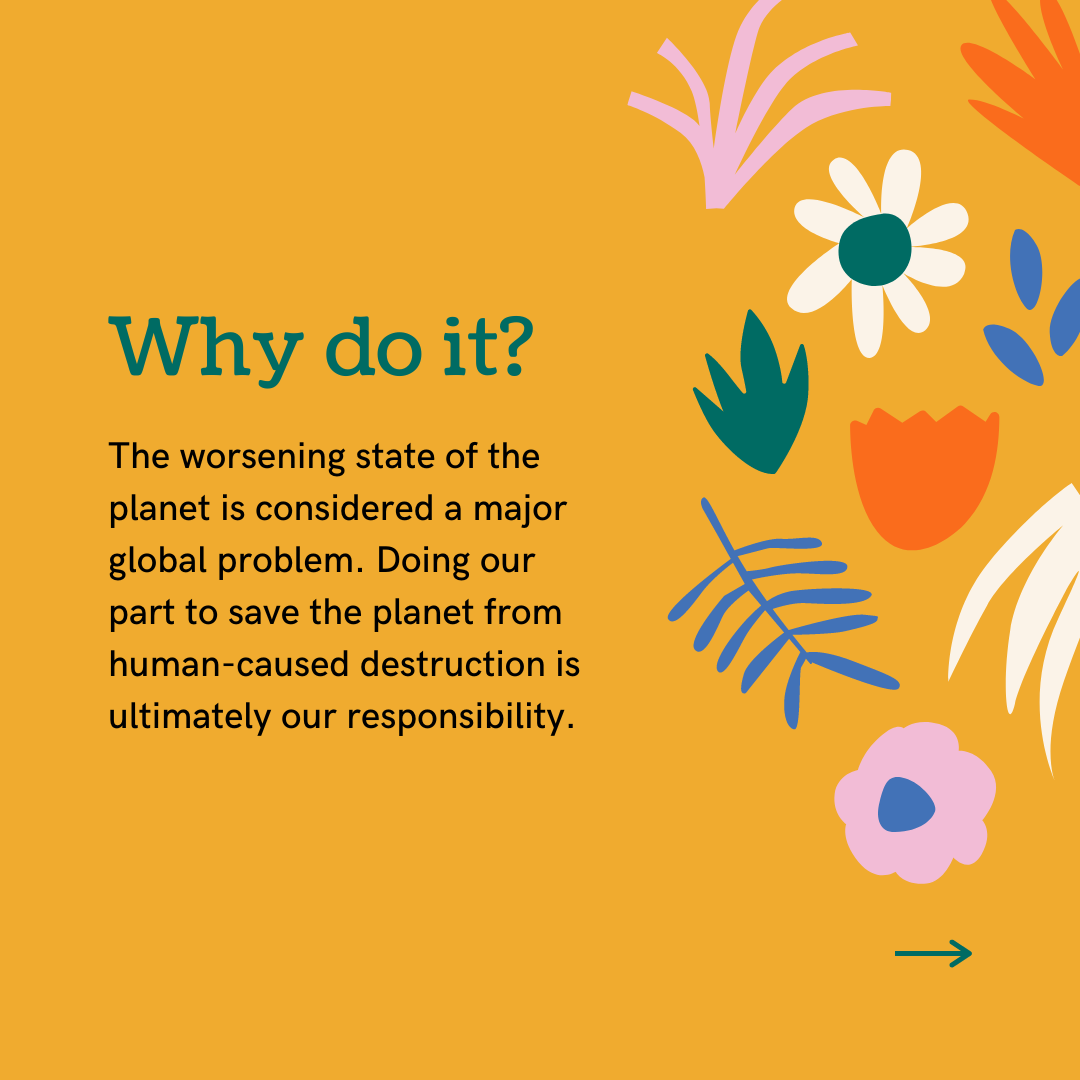 Why do it?
The worsening state of the
planet is considered a major
global problem. Doing our
part to save the planet from
human-caused destruction is
ultimately our responsibility.